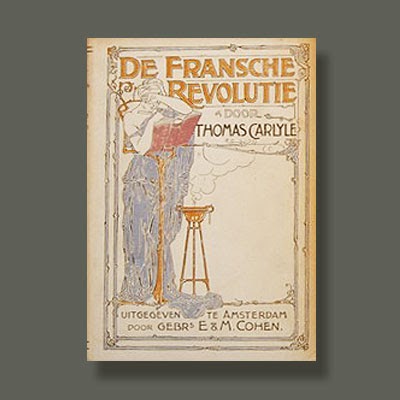 DE FRANSCHE
REVOLUTIE
DOOR
THOMAS CARLYLE
UITGEGEVEN TE AMSTERDAM
DOOR GEBRS E & M. COHEN.